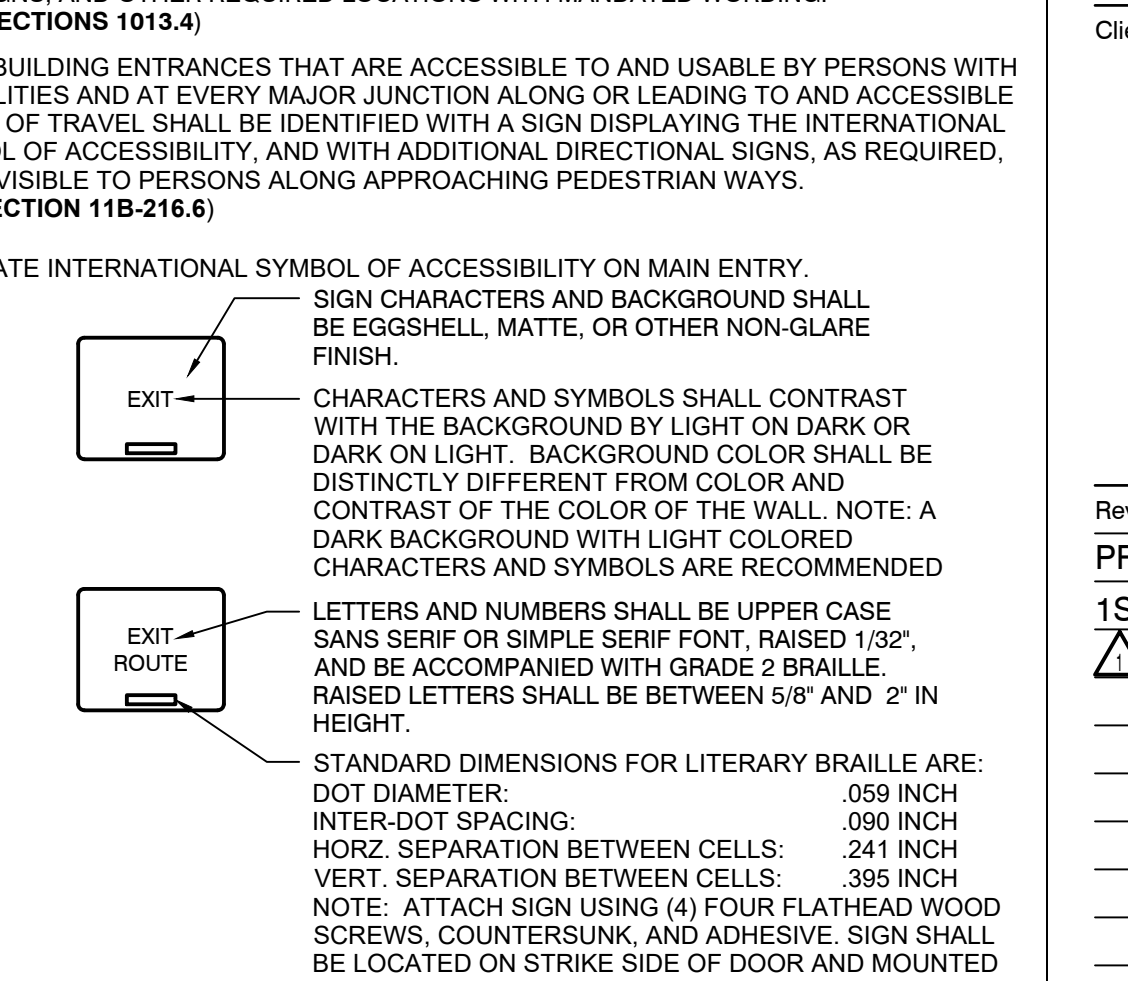 AND OTHER REQUIRED LOCATIONS WITH MANDATED WORDING.
1013.4)
BUILDING ENTRANCES THAT ARE ACCESSIBLE TO AND USABLE BY PERSONS WITH
AND AT EVERY MAJOR JUNCTION ALONG OR LEADING TO AND ACCESSIBLE
OF TRAVEL SHALL BE IDENTIFIED WITH A SIGN DISPLAYING THE INTERNATIONAL
OF ACCESSIBILITY, AND WITH ADDITIONAL DIRECTIONAL SIGNS, AS REQUIRED,
VISIBLE TO PERSONS ALONG APPROACHING PEDESTRIAN WAYS.
11B-216.6)
INTERNATIONAL SYMBOL OF ACCESSIBILITY ON MAIN ENTRY.
SIGN CHARACTERS AND BACKGROUND SHALL
BE EGGSHELL, MATTE, OR OTHER NON-GLARE
FINISH.
EXIT
CHARACTERS AND SYMBOLS SHALL CONTRAST
WITH THE BACKGROUND BY LIGHT ON DARK OR
DARK ON LIGHT. BACKGROUND COLOR SHALL BE
DISTINCTLY DIFFERENT FROM COLOR AND
CONTRAST OF THE COLOR OF THE WALL. NOTE: A
DARK BACKGROUND WITH LIGHT COLORED
CHARACTERS AND SYMBOLS ARE RECOMMENDED
EXIT
ROUTE
LETTERS AND NUMBERS SHALL BE UPPER CASE
SANS SERIF OR SIMPLE SERIF FONT, RAISED 1/32",
AND BE ACCOMPANIED WITH GRADE 2 BRAILLE.
RAISED LETTERS SHALL BE BETWEEN 5/8" AND 2" IN
HEIGHT.
STANDARD DIMENSIONS FOR LITERARY BRAILLE ARE:
DOT DIAMETER: .059 INCH
INTER-DOT SPACING: .090 INCH
HORZ. SEPARATION BETWEEN CELLS: .241 INCH
VERT. SEPARATION BETWEEN CELLS: .395 INCH
NOTE: ATTACH SIGN USING (4) FOUR FLATHEAD WOOD
SCREWS, COUNTERSUNK, AND ADHESIVE. SIGN SHALL
BE LOCATED ON STRIKE SIDE OF DOOR AND MOUNTED
1